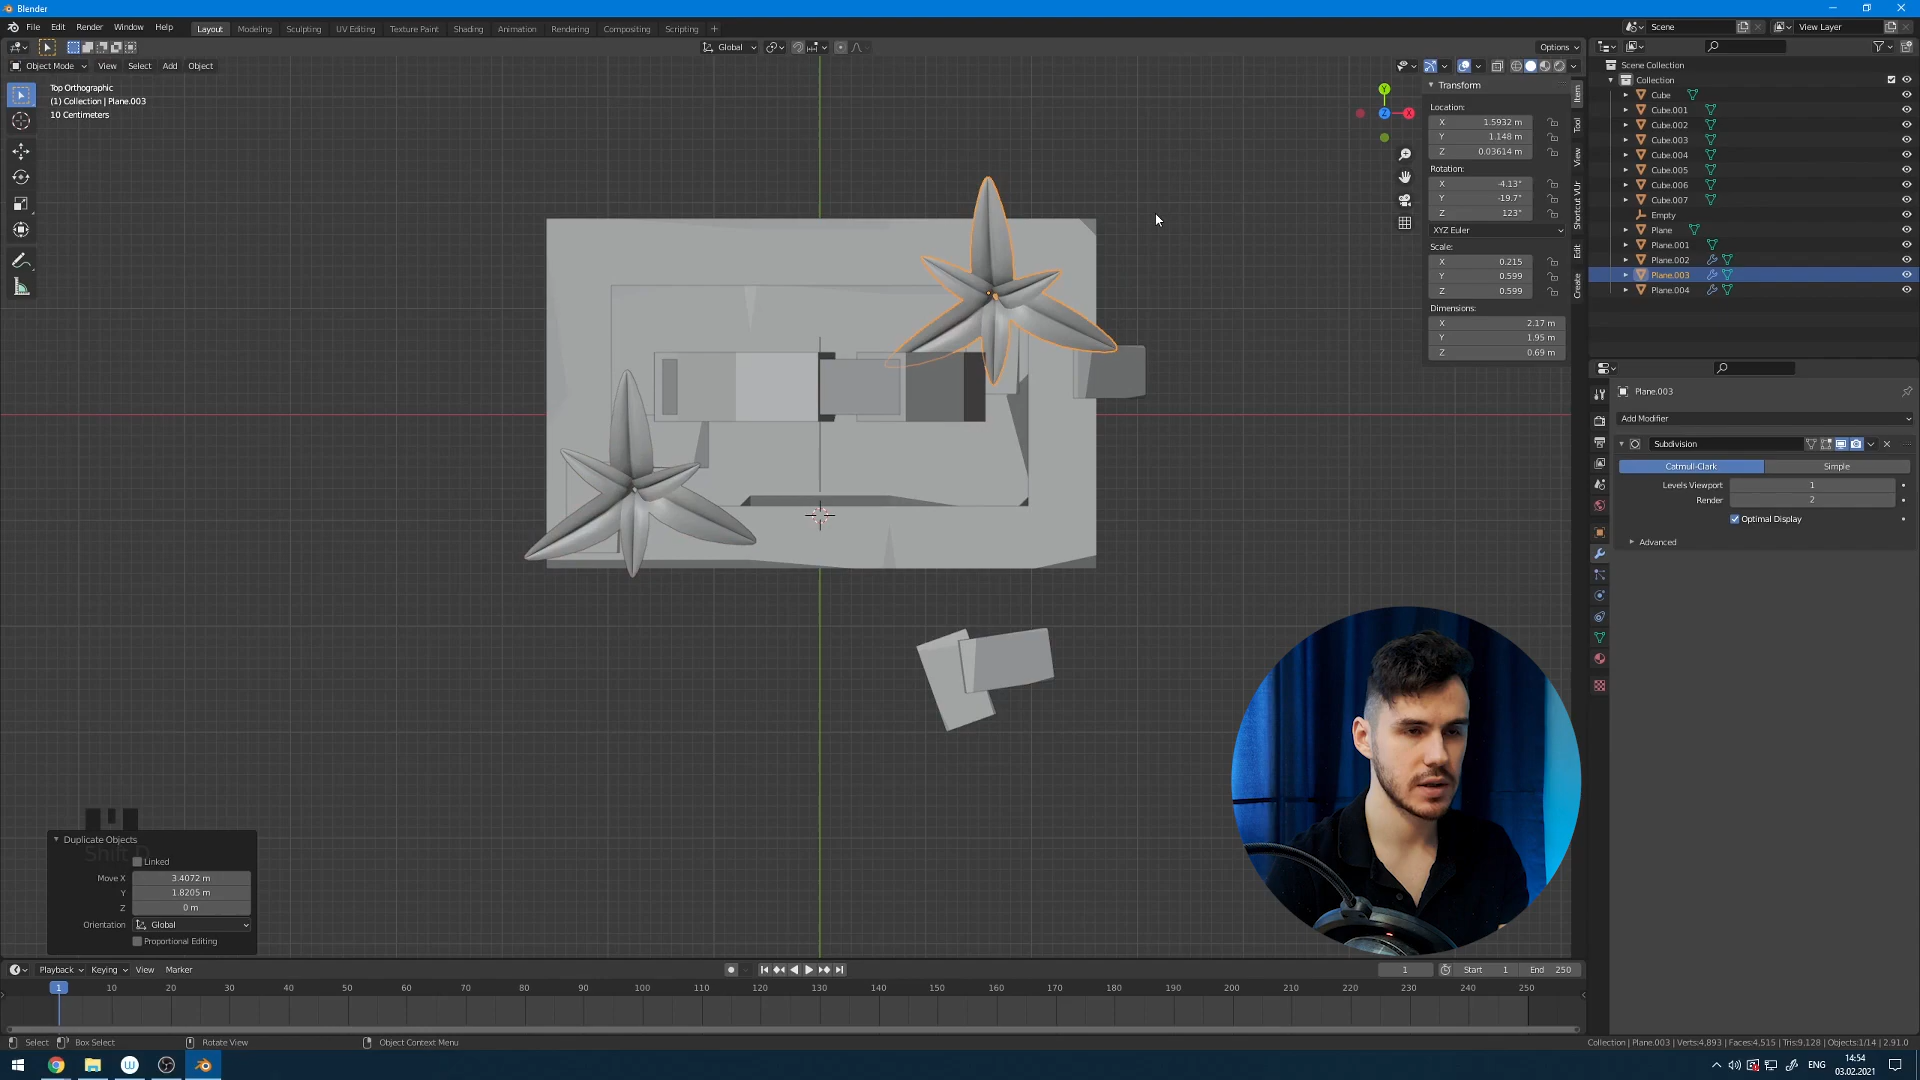 Blender
File Edit Render Window Help
Layout Modeling Sculpting UV Editing Texture Paint Shading Animation Rendering Compositing Scripting +
Scene
View Layer
Global
Options
Object Mode View Select Add Object
Top Orthographic
(1) Collection | Plane.003
10 Centimeters
Y
Z
X
Transform
Location:
X 1.5932 m
Y 1.148 m
Z 0.03614 m
Rotation:
X -4.13°
Y -19.7°
Z 123°
XYZ Euler
Scale:
X 0.215
Y 0.599
Z 0.599
Dimensions:
X 2.17 m
Y 1.95 m
Z 0.69 m
Item
Tool
View
Shortcut VUr
Edit
Create
Scene Collection
Collection
Cube
Cube.001
Cube.002
Cube.003
Cube.004
Cube.005
Cube.006
Cube.007
Empty
Plane
Plane.001
Plane.002
Plane.003
Plane.004
Plane.003
Add Modifier
Subdivision
Catmull-Clark Simple
Levels Viewport 1
Render 2
Optimal Display
Advanced
Duplicate Objects
Shift D
Linked
Move X 3.4072 m
Y 1.8205 m
Z 0 m
Orientation Global
Proportional Editing
Playback Keying View Marker
1 Start 1 End 250
1 10 20 30 40 50 60 70 80 90 100 110 120 130 140 150 160 170 180 190 200 210 220 230 240 250
Select Box Select Rotate View Object Context Menu
Collection | Plane.003 | Verts:4,893 | Faces:4,515 | Tris:9,128 | Objects:1/14 | 2.91.0
ENG
14:54
03.02.2021